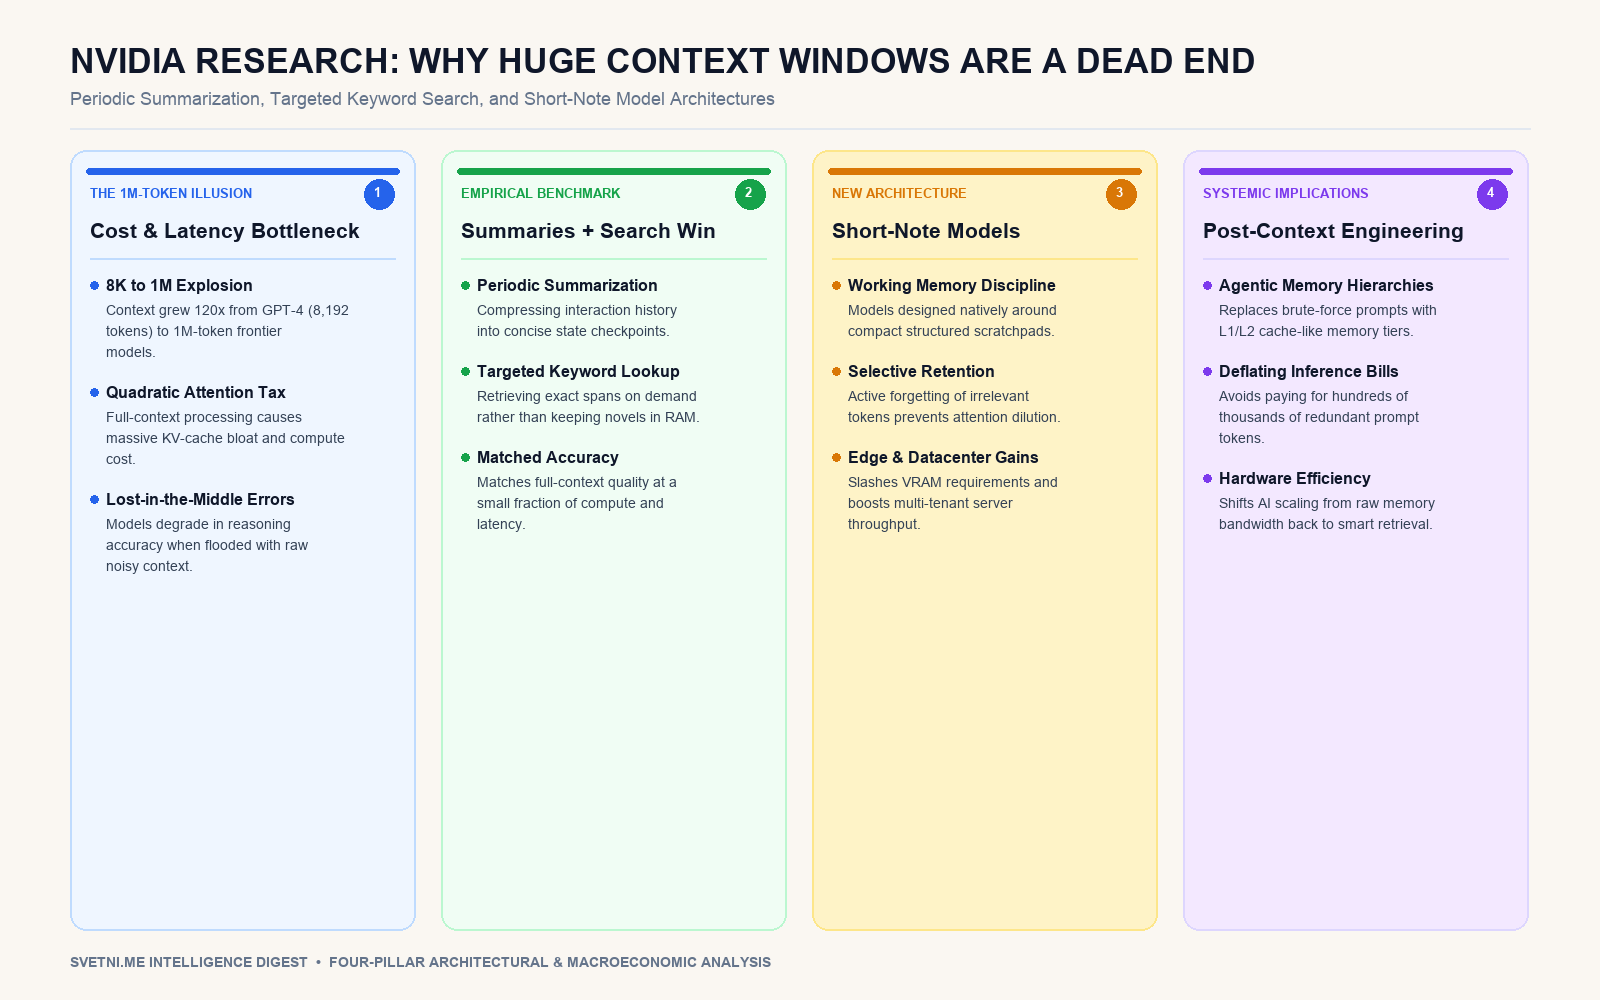 NVIDIA RESEARCH: WHY HUGE CONTEXT WINDOWS ARE A DEAD END
Periodic Summarization, Targeted Keyword Search, and Short-Note Model Architectures
THE 1M-TOKEN ILLUSION
1
Cost & Latency Bottleneck
8K to 1M Explosion
Context grew 120x from GPT-4 (8,192
tokens) to 1M-token frontier
models.
Quadratic Attention Tax
Full-context processing causes
massive KV-cache bloat and compute
cost.
Lost-in-the-Middle Errors
Models degrade in reasoning
accuracy when flooded with raw
noisy context.
EMPIRICAL BENCHMARK
2
Summaries + Search Win
Periodic Summarization
Compressing interaction history
into concise state checkpoints.
Targeted Keyword Lookup
Retrieving exact spans on demand
rather than keeping novels in RAM.
Matched Accuracy
Matches full-context quality at a
small fraction of compute and
latency.
NEW ARCHITECTURE
3
Short-Note Models
Working Memory Discipline
Models designed natively around
compact structured scratchpads.
Selective Retention
Active forgetting of irrelevant
tokens prevents attention dilution.
Edge & Datacenter Gains
Slashes VRAM requirements and
boosts multi-tenant server
throughput.
SYSTEMIC IMPLICATIONS
4
Post-Context Engineering
Agentic Memory Hierarchies
Replaces brute-force prompts with
L1/L2 cache-like memory tiers.
Deflating Inference Bills
Avoids paying for hundreds of
thousands of redundant prompt
tokens.
Hardware Efficiency
Shifts AI scaling from raw memory
bandwidth back to smart retrieval.
SVETNI.ME INTELLIGENCE DIGEST • FOUR-PILLAR ARCHITECTURAL & MACROECONOMIC ANALYSIS